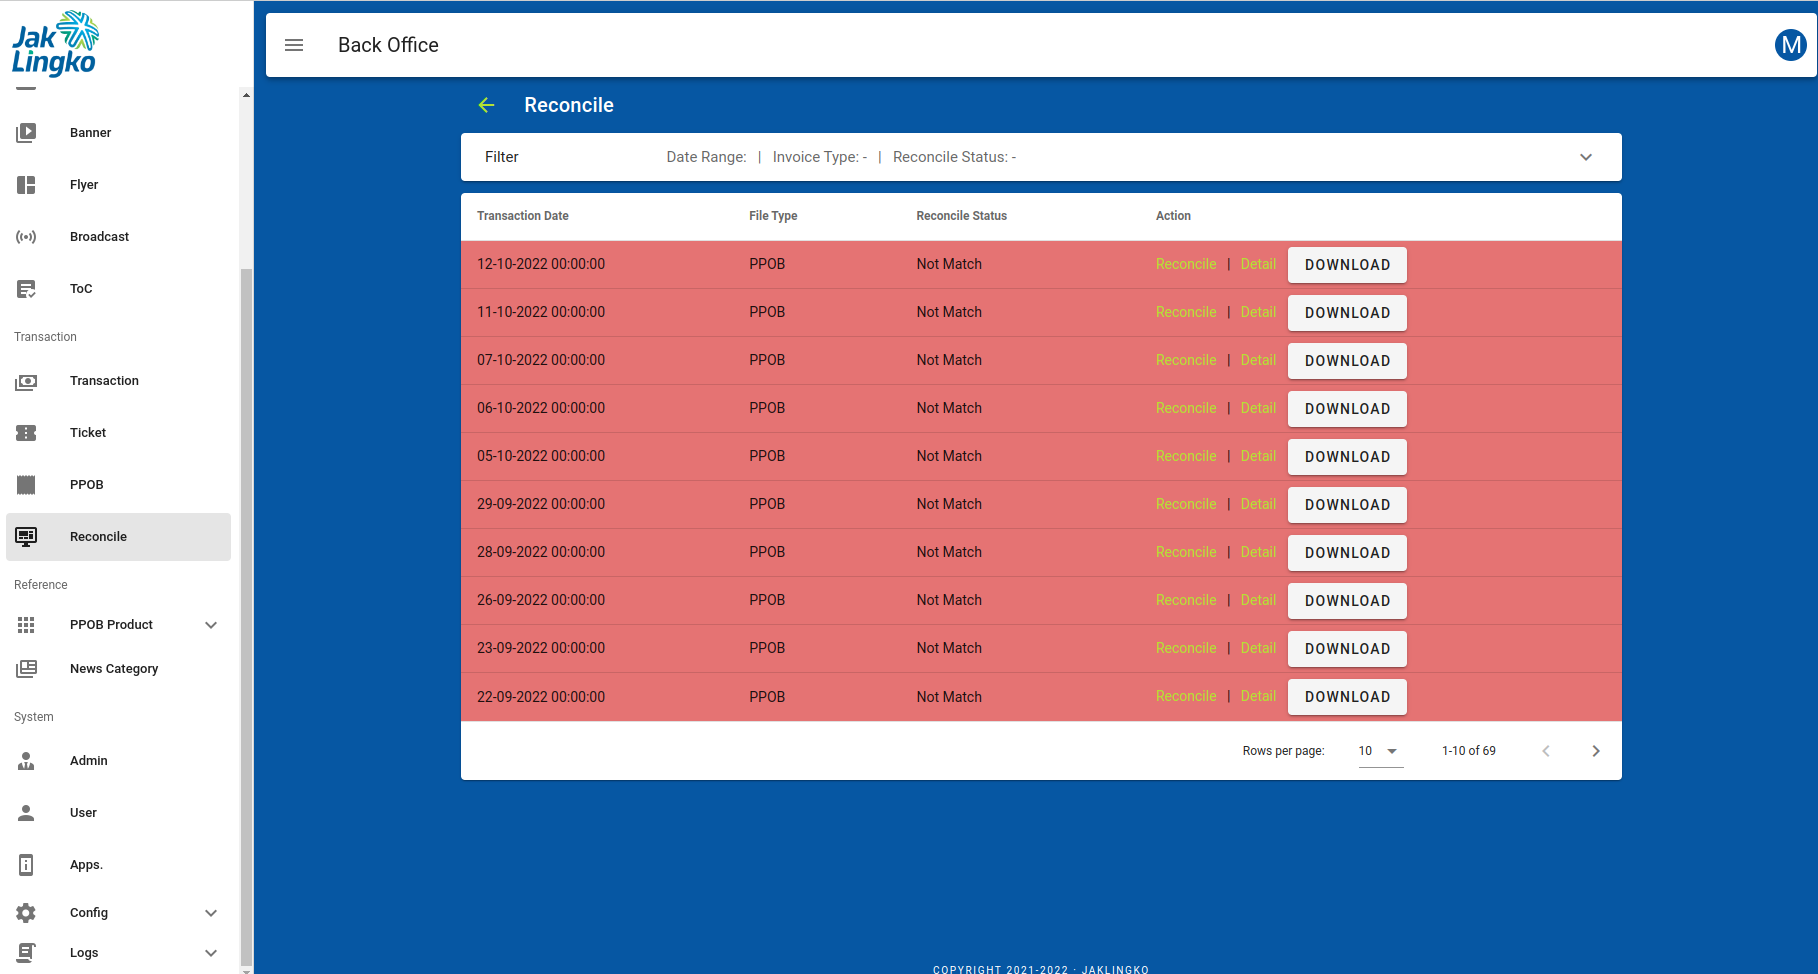 Jak
Lingko
Back Office
M
Banner
Flyer
Broadcast
ToC
Transaction
Transaction
Ticket
PPOB
Reconcile
Reference
PPOB Product
News Category
System
Admin
User
Apps.
Config
Logs
Reconcile
Filter Date Range: | Invoice Type: - | Reconcile Status: -
Transaction Date File Type Reconcile Status Action
12-10-2022 00:00:00 PPOB Not Match Reconcile | Detail DOWNLOAD
11-10-2022 00:00:00 PPOB Not Match Reconcile | Detail DOWNLOAD
07-10-2022 00:00:00 PPOB Not Match Reconcile | Detail DOWNLOAD
06-10-2022 00:00:00 PPOB Not Match Reconcile | Detail DOWNLOAD
05-10-2022 00:00:00 PPOB Not Match Reconcile | Detail DOWNLOAD
29-09-2022 00:00:00 PPOB Not Match Reconcile | Detail DOWNLOAD
28-09-2022 00:00:00 PPOB Not Match Reconcile | Detail DOWNLOAD
26-09-2022 00:00:00 PPOB Not Match Reconcile | Detail DOWNLOAD
23-09-2022 00:00:00 PPOB Not Match Reconcile | Detail DOWNLOAD
22-09-2022 00:00:00 PPOB Not Match Reconcile | Detail DOWNLOAD
Rows per page: 10 1-10 of 69
COPYRIGHT 2021-2022 · JAKLINGKO